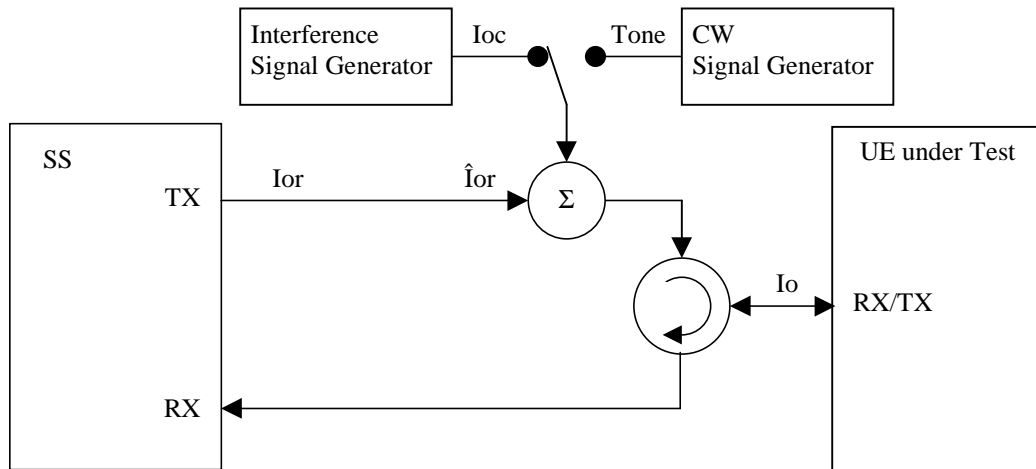 Interference
Signal Generator
Ioc
Tone
CW
Signal Generator
SS
UE under Test
TX
Ior
Îor
Σ
Io
RX/TX
RX